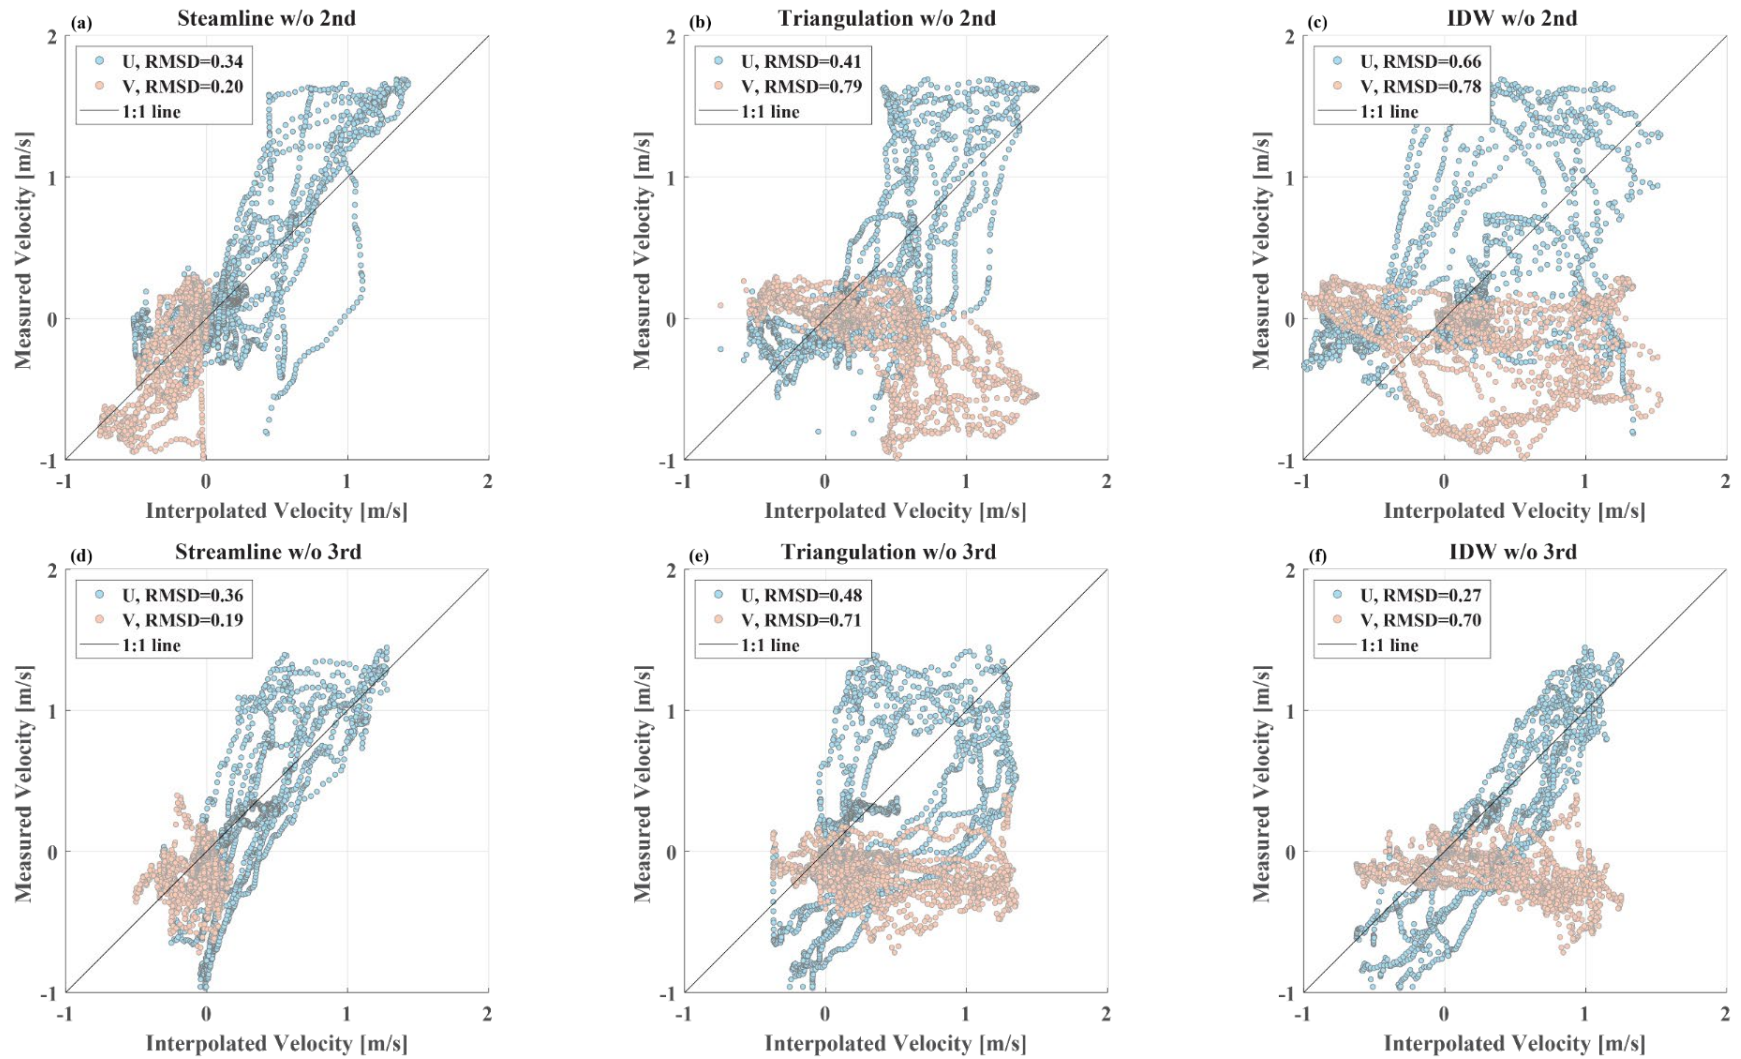 (a) Steamline w/o 2nd
U, RMSD=0.34
V, RMSD=0.20
1:1 line
2
1
0
-1
-1 0 1 2
Measured Velocity [m/s]
Interpolated Velocity [m/s]
(b) Triangulation w/o 2nd
U, RMSD=0.41
V, RMSD=0.79
1:1 line
2
1
0
-1
-1 0 1 2
Measured Velocity [m/s]
Interpolated Velocity [m/s]
(c) IDW w/o 2nd
U, RMSD=0.66
V, RMSD=0.78
1:1 line
2
1
0
-1
-1 0 1 2
Measured Velocity [m/s]
Interpolated Velocity [m/s]
(d) Streamline w/o 3rd
U, RMSD=0.36
V, RMSD=0.19
1:1 line
2
1
0
-1
-1 0 1 2
Measured Velocity [m/s]
Interpolated Velocity [m/s]
(e) Triangulation w/o 3rd
U, RMSD=0.48
V, RMSD=0.71
1:1 line
2
1
0
-1
-1 0 1 2
Measured Velocity [m/s]
Interpolated Velocity [m/s]
(f) IDW w/o 3rd
U, RMSD=0.27
V, RMSD=0.70
1:1 line
2
1
0
-1
-1 0 1 2
Measured Velocity [m/s]
Interpolated Velocity [m/s]